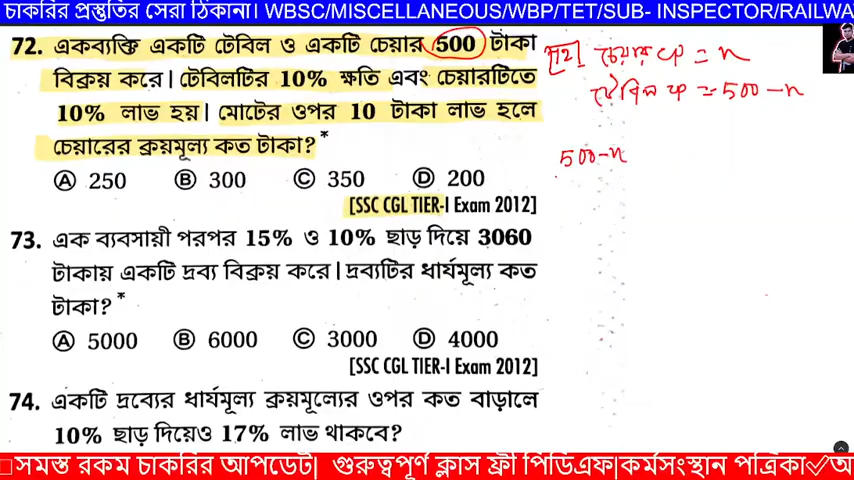 চাকরির প্রস্তুতির সেরা ঠিকানা! WBSC/MISCELLANEOUS/WBP/TET/SUB- INSPECTOR/RAILWA
72. একব্যক্তি একটি টেবিল ও একটি চেয়ার 500 টাকা
বিক্রয় করে। টেবিলটির 10% ক্ষতি এবং চেয়ারটিতে
10% লাভ হয়। মোটের ওপর 10 টাকা লাভ হলে
চেয়ারের ক্রয়মূল্য কত টাকা?*
Ⓐ 250 Ⓑ 300 Ⓒ 350 Ⓓ 200
[SSC CGL TIER-I Exam 2012]
73. এক ব্যবসায়ী পরপর 15% ও 10% ছাড় দিয়ে 3060
টাকায় একটি দ্রব্য বিক্রয় করে। দ্রব্যটির ধার্যমূল্য কত
টাকা?*
Ⓐ 5000 Ⓑ 6000 Ⓒ 3000 Ⓓ 4000
[SSC CGL TIER-I Exam 2012]
74. একটি দ্রব্যের ধার্যমূল্য ক্রয়মূল্যের ওপর কত বাড়ালে
10% ছাড় দিয়েও 17% লাভ থাকবে?
চেয়ার CP = x
টেবিল CP = 500 - x
500-x
সমস্ত রকম চাকরির আপডেট| গুরুত্বপূর্ণ ক্লাস ফ্রী পিডিএফ|কর্মসংস্থান পত্রিকা✓আ